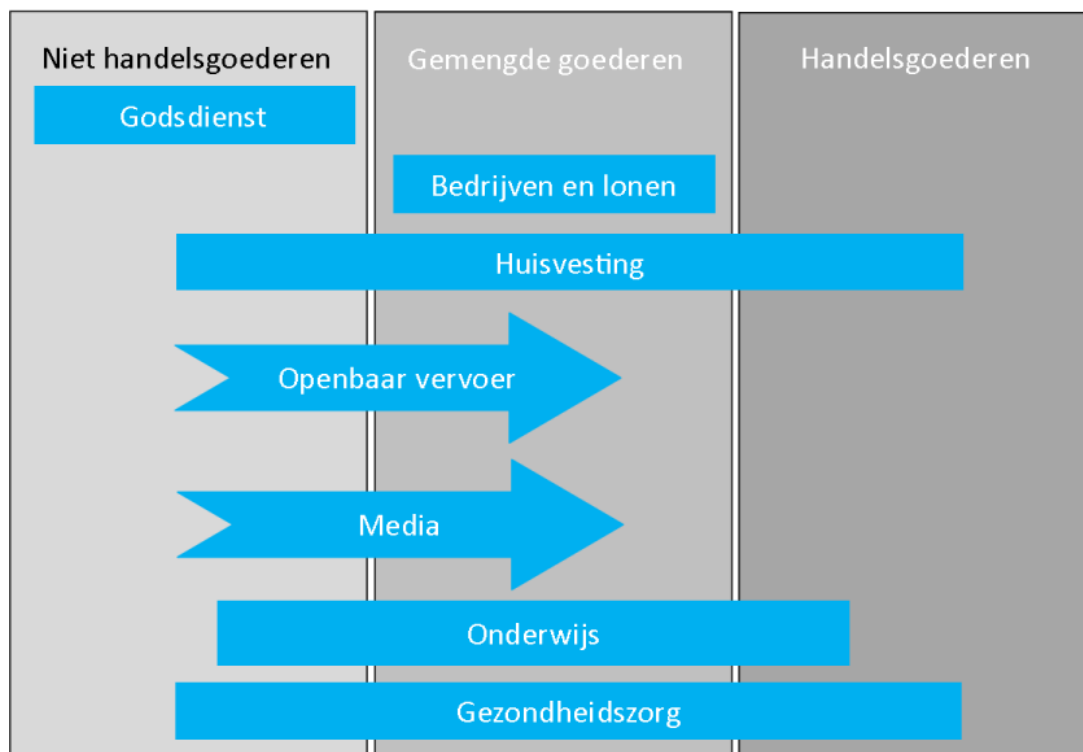 Niet handelsgoederen
Gemengde goederen
Handelsgoederen
Godsdienst
Bedrijven en lonen
Huisvesting
Openbaar vervoer
Media
Onderwijs
Gezondheidszorg